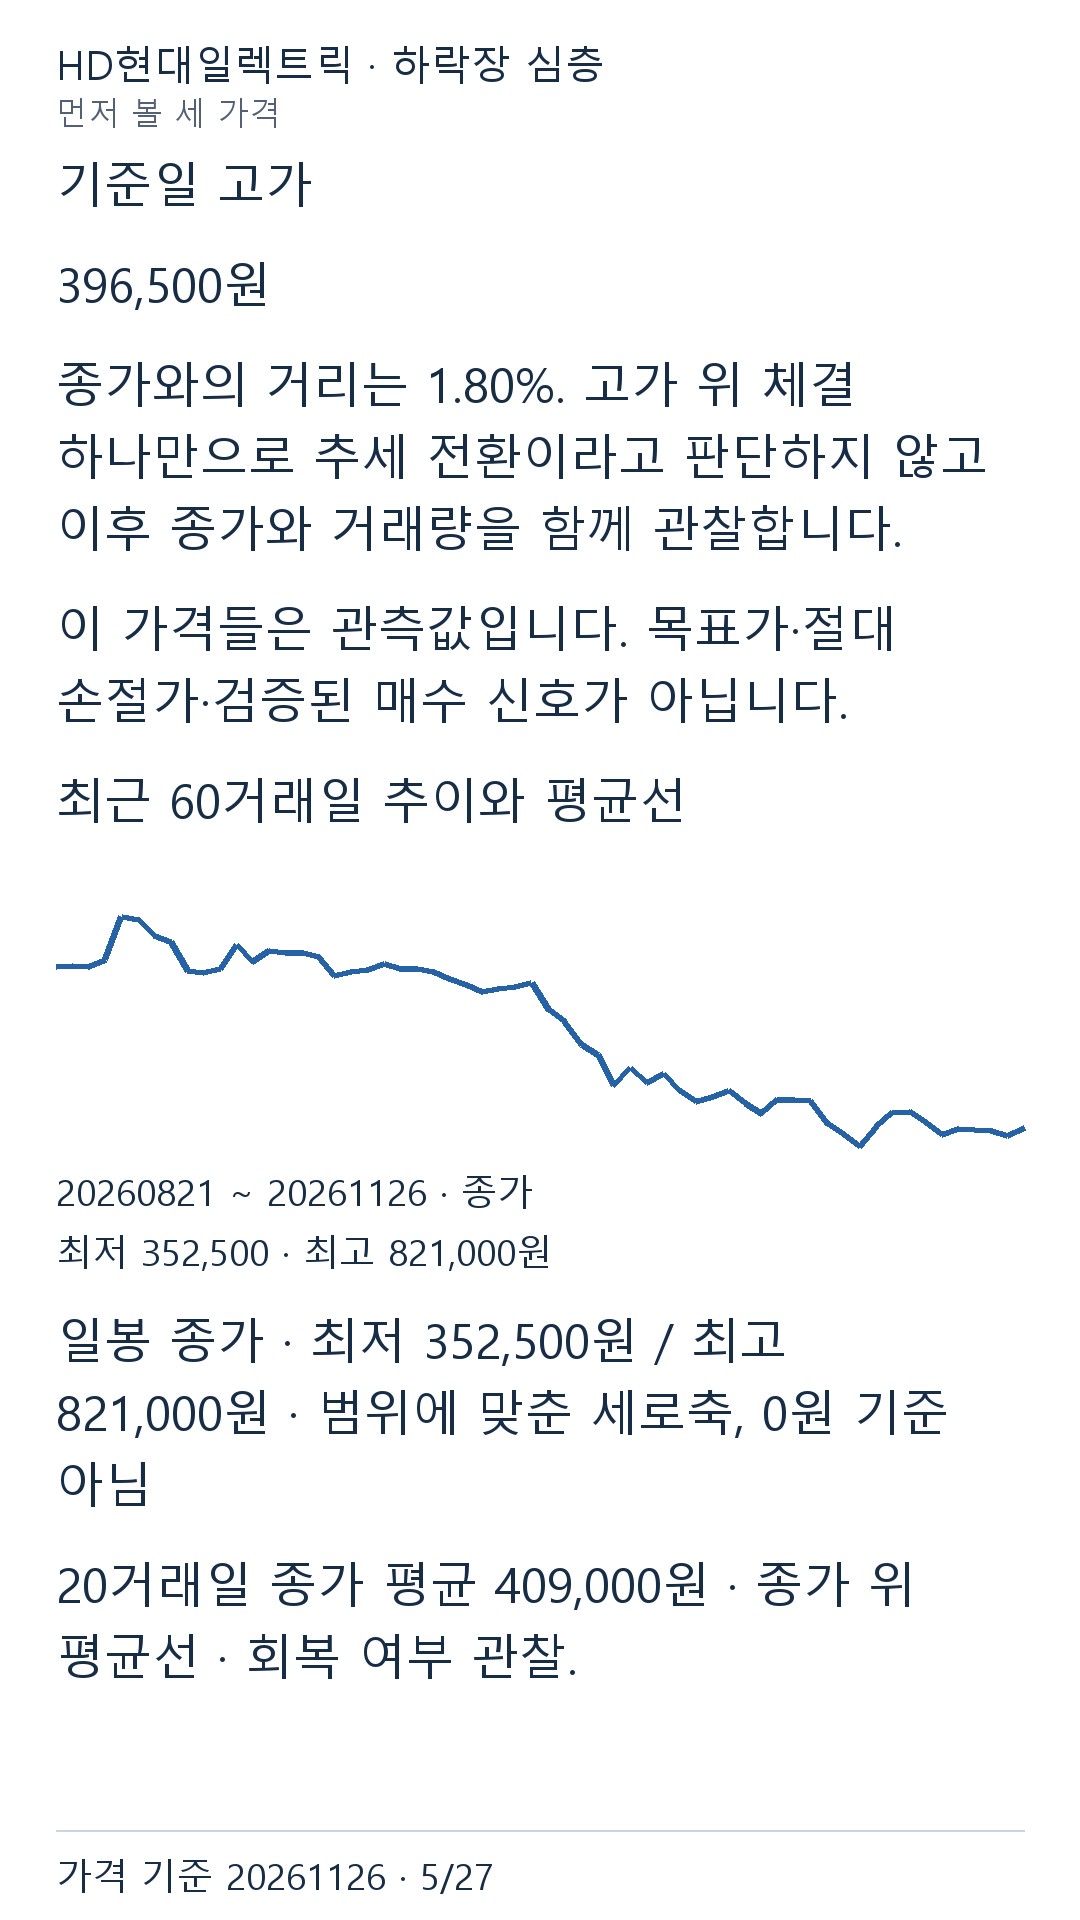 HD현대일렉트릭 · 하락장 심층
먼저 볼 세 가격
기준일 고가
396,500원
종가와의 거리는 1.80%. 고가 위 체결
하나만으로 추세 전환이라고 판단하지 않고
이후 종가와 거래량을 함께 관찰합니다.
이 가격들은 관측값입니다. 목표가·절대
손절가·검증된 매수 신호가 아닙니다.
최근 60거래일 추이와 평균선
20260821 ~ 20261126 · 종가
최저 352,500 · 최고 821,000원
일봉 종가 · 최저 352,500원 / 최고
821,000원 · 범위에 맞춘 세로축, 0원 기준
아님
20거래일 종가 평균 409,000원 · 종가 위
평균선 · 회복 여부 관찰.
가격 기준 20261126 · 5/27